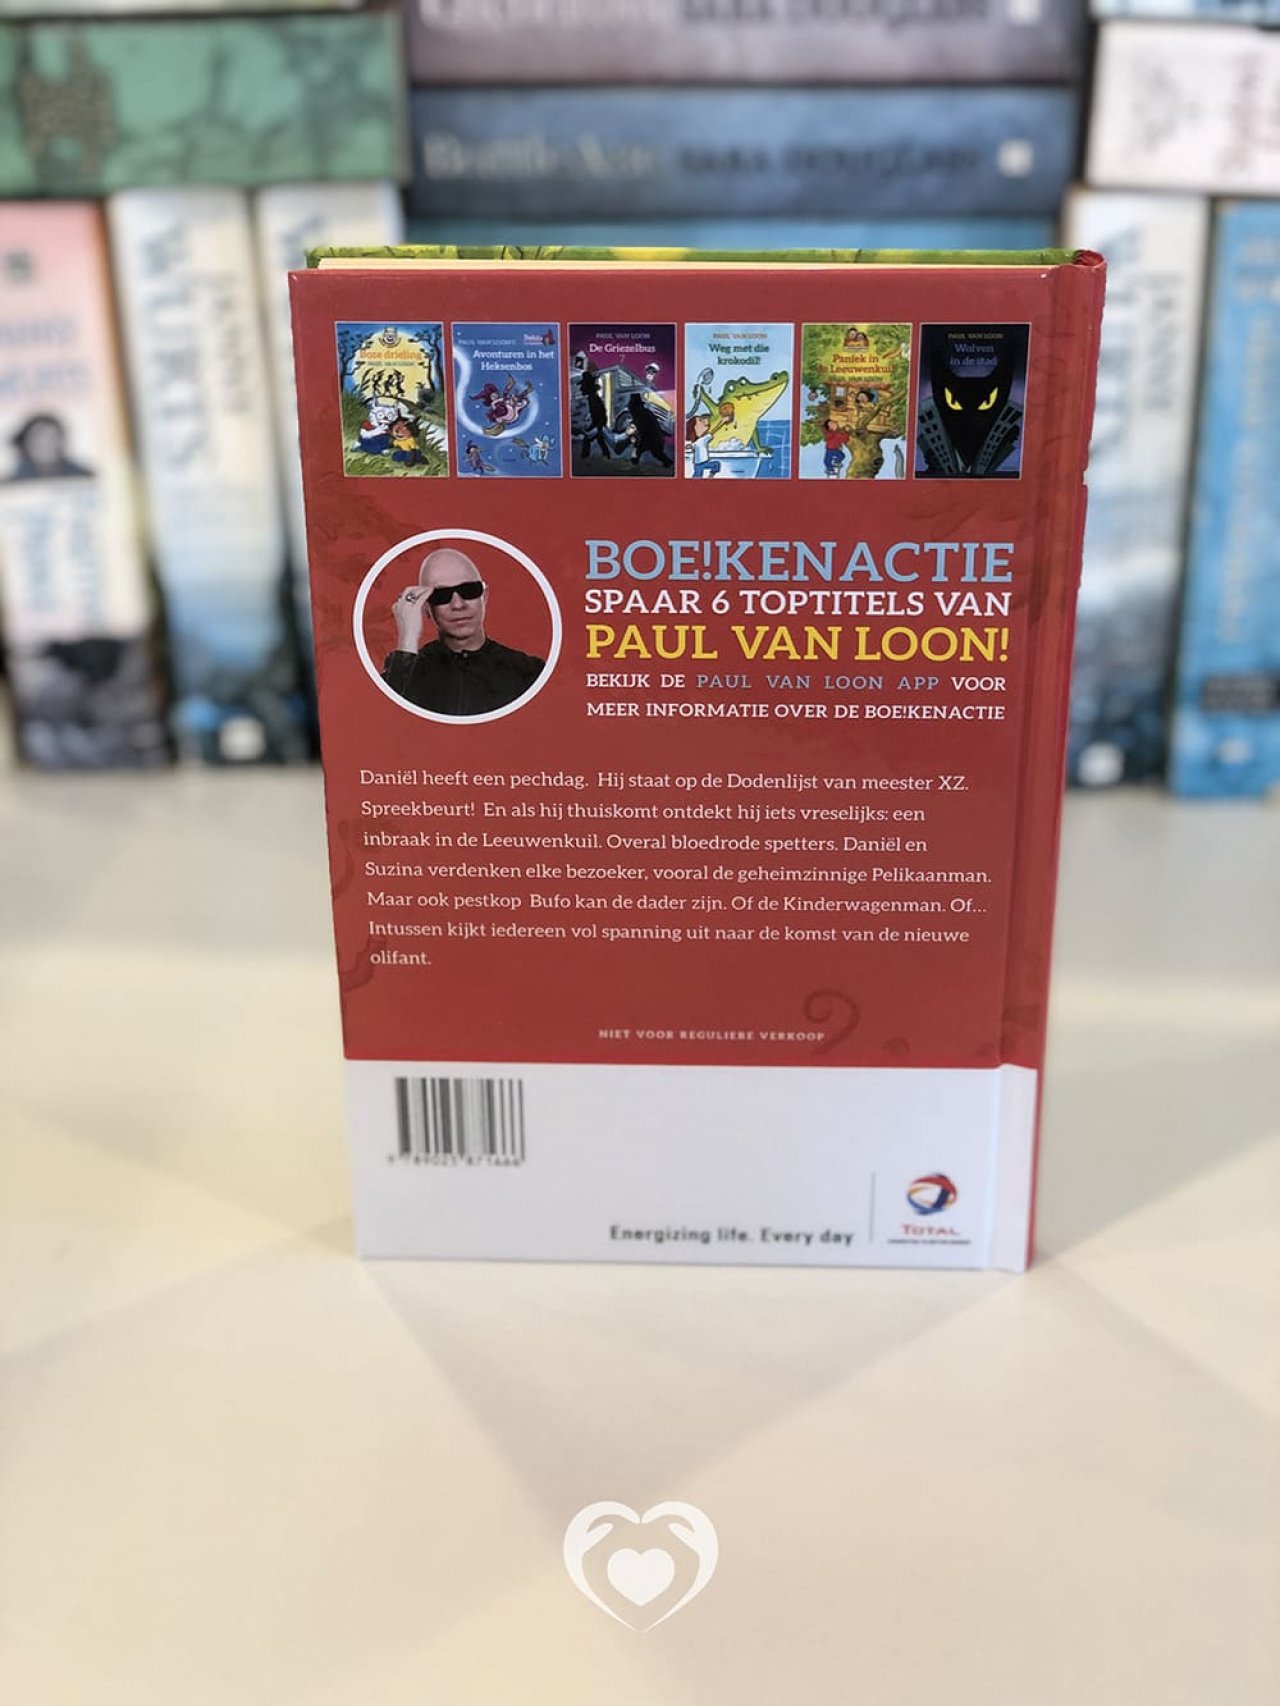 Boze drieling
PAUL VAN LOON
PAUL VAN LOON'S
Avonturen in het
Heksenbos
PAUL VAN LOON
De Griezelbus
7
PAUL VAN LOON
Weg met die
krokodil!
Paniek in
de Leeuwenkuil
PAUL VAN LOON
PAUL VAN LOON
Wolven
in de stad
BOE!KENACTIE
SPAAR 6 TOPTITELS VAN
PAUL VAN LOON!
BEKIJK DE PAUL VAN LOON APP VOOR
MEER INFORMATIE OVER DE BOE!KENACTIE
Daniël heeft een pechdag. Hij staat op de Dodenlijst van meester XZ.
Spreekbeurt! En als hij thuiskomt ontdekt hij iets vreselijks: een
inbraak in de Leeuwenkuil. Overal bloedrode spetters. Daniël en
Suzina verdenken elke bezoeker, vooral de geheimzinnige Pelikaanman.
Maar ook pestkop Bufo kan de dader zijn. Of de Kinderwagenman. Of...
Intussen kijkt iedereen vol spanning uit naar de komst van de nieuwe
olifant.
NIET VOOR REGULIERE VERKOOP
9 789025 871666
Energizing life. Every day
TOTAL